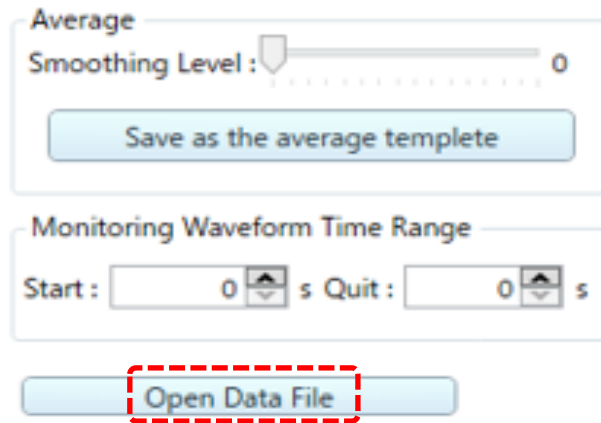 Average
Smoothing Level : 0
Save as the average templete
Monitoring Waveform Time Range
Start : 0 s Quit : 0 s
Open Data File